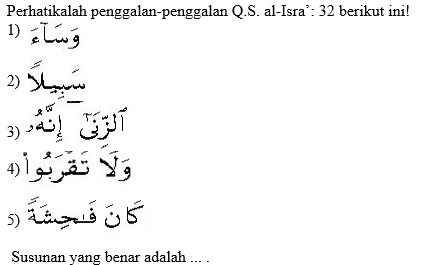 Perhatikalah penggalan-penggalan Q.S. al-Isra’: 32 berikut ini!
1) وَسَآءَ
2) سَبِيلًا
3) ٱلزِّنَىٰٓ إِنَّهُۥ
4) وَلَا تَقْرَبُوا۟
5) كَانَ فَـٰحِشَةً
Susunan yang benar adalah ... .